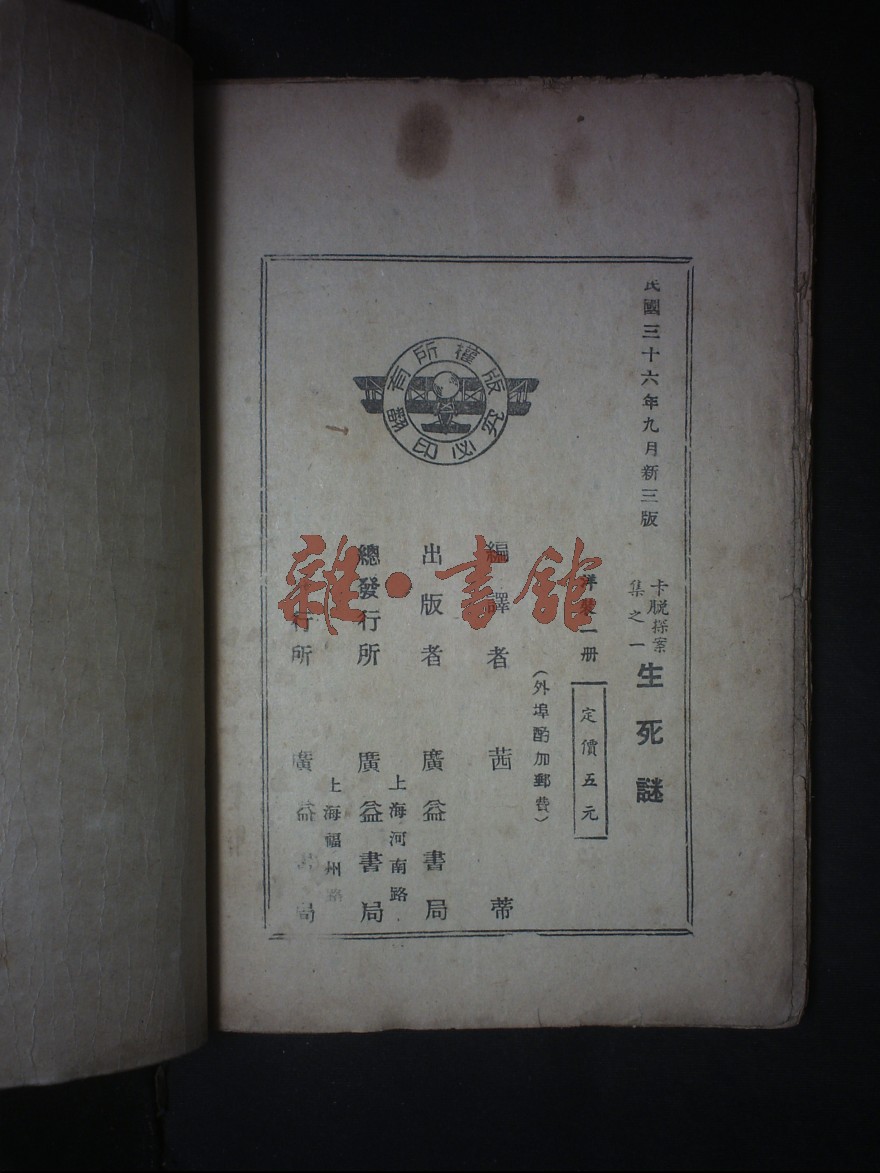 民國三十六年九月新三版
卡脫探案
集之一
生死謎
洋裝一册
定價五元
(外埠酌加郵費)
編譯者 茜蒂
出版者 廣益書局
上海河南路
總發行所 廣益書局
上海福州路
行所 廣益書局
版權所有
翻印必究
雜·書館